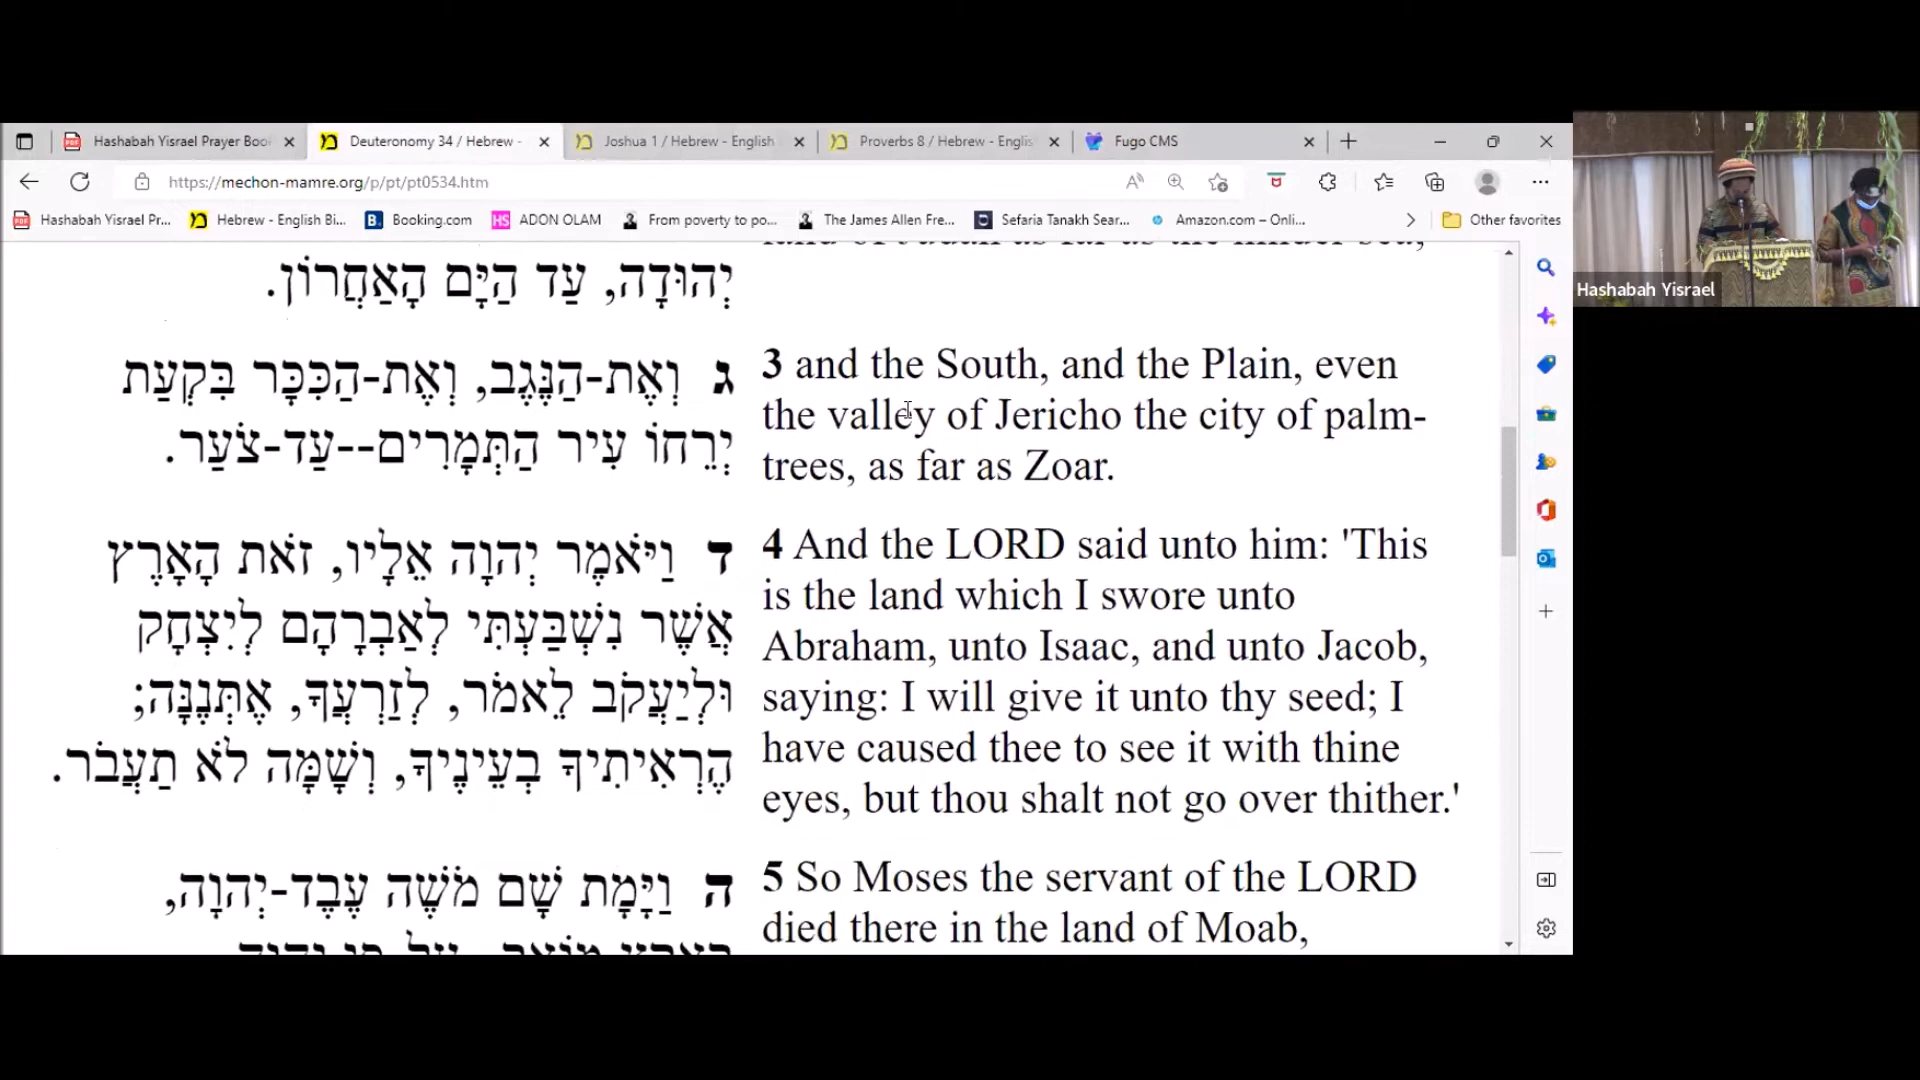 Hashabah Yisrael Prayer Boo
Deuteronomy 34 / Hebrew -
Joshua 1 / Hebrew - English
Proverbs 8 / Hebrew - Englis
Fugo CMS
https://mechon-mamre.org/p/pt/pt0534.htm
Hashabah Yisrael Pr...
Hebrew - English Bi...
Booking.com
ADON OLAM
From poverty to po...
The James Allen Fre...
Sefaria Tanakh Sear...
Amazon.com – Onli...
Other favorites
יְהוּדָה, עַד הַיָּם הָאַחֲרוֹן.
ג וְאֶת-הַנֶּגֶב, וְאֶת-הַכִּכָּר בִּקְעַת
יְרֵחוֹ עִיר הַתְּמָרִים--עַד-צֹעַר.
ד וַיֹּאמֶר יְהוָה אֵלָיו, זֹאת הָאָרֶץ
אֲשֶׁר נִשְׁבַּעְתִּי לְאַבְרָהָם לְיִצְחָק
וּלְיַעֲקֹב לֵאמֹר, לְזַרְעֲךָ, אֶתְּנֶנָּה;
הֶרְאִיתִיךָ בְעֵינֶיךָ, וְשָׁמָּה לֹא תַעֲבֹר.
ה וַיָּמָת שָׁם מֹשֶׁה עֶבֶד-יְהוָה,
3 and the South, and the Plain, even
the valley of Jericho the city of palm-
trees, as far as Zoar.
4 And the LORD said unto him: 'This
is the land which I swore unto
Abraham, unto Isaac, and unto Jacob,
saying: I will give it unto thy seed; I
have caused thee to see it with thine
eyes, but thou shalt not go over thither.'
5 So Moses the servant of the LORD
died there in the land of Moab,
Hashabah Yisrael